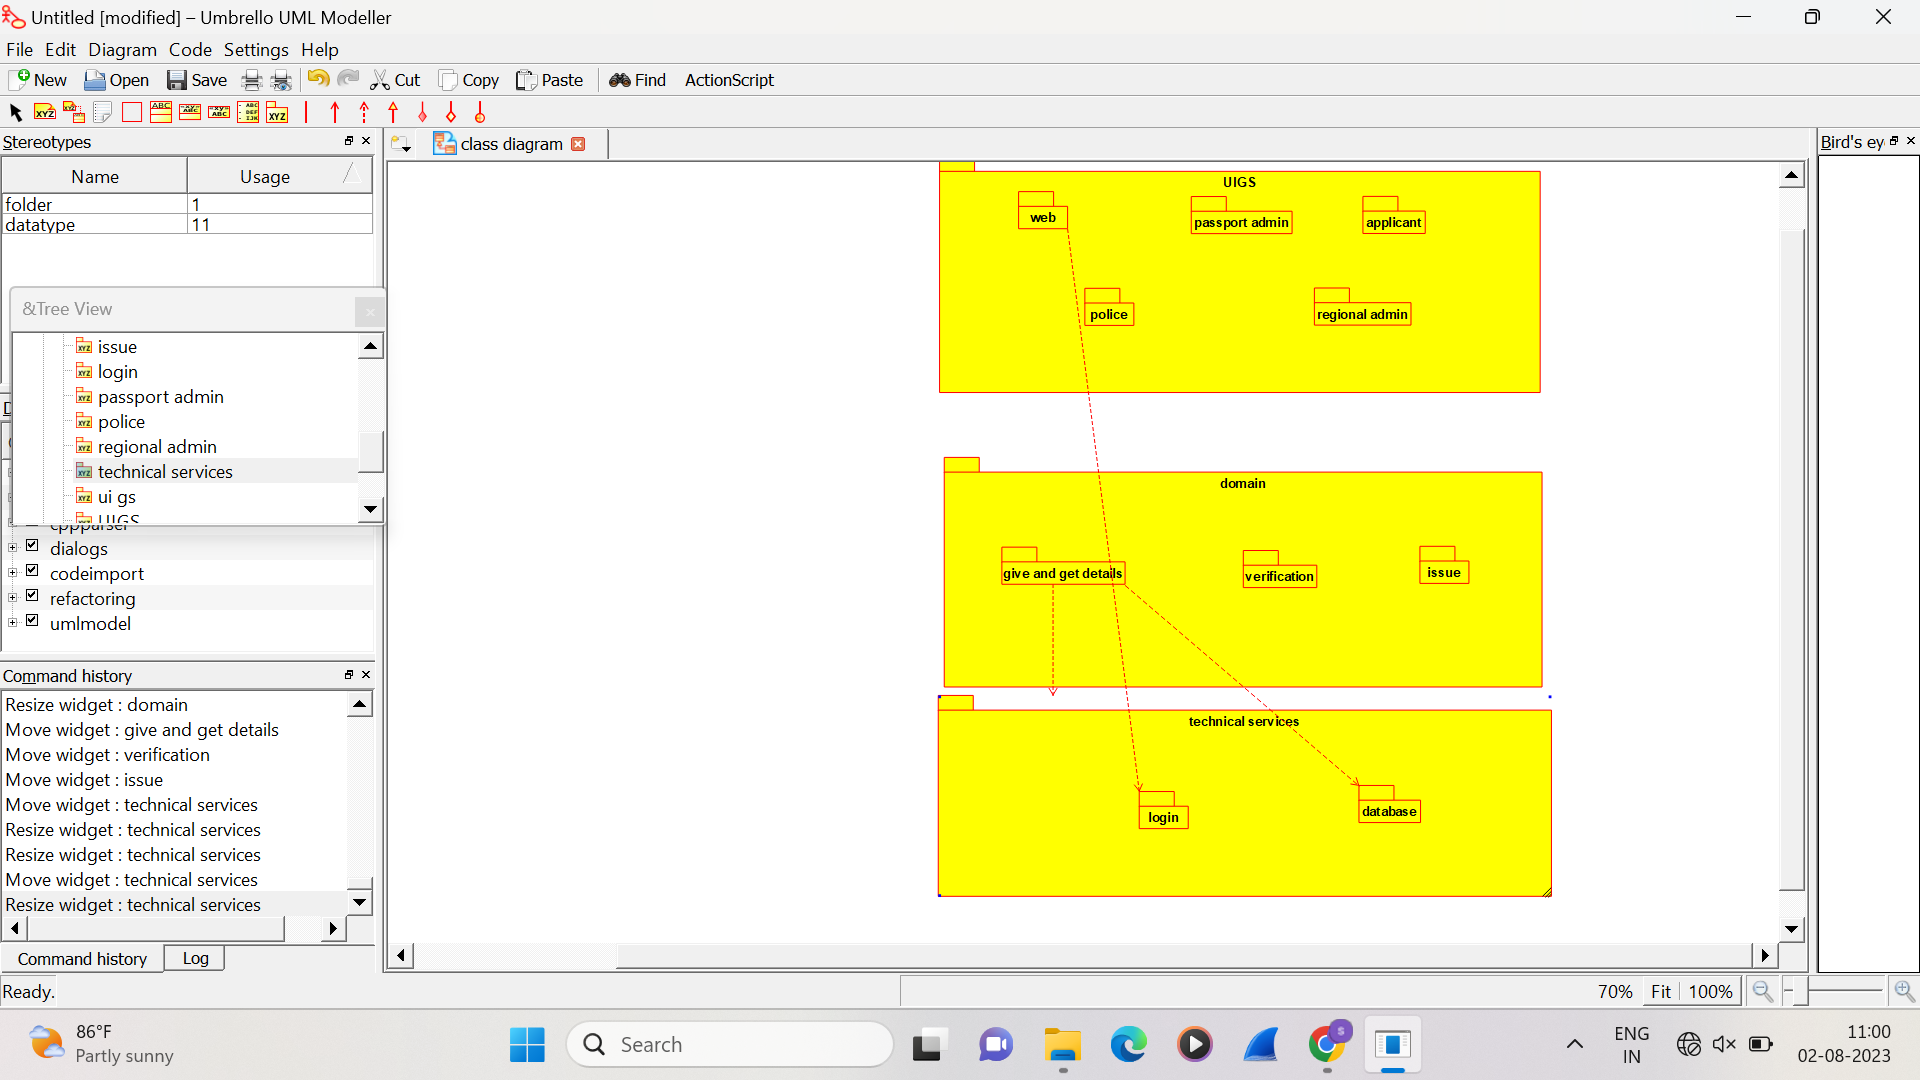 Untitled [modified] – Umbrello UML Modeller
File Edit Diagram Code Settings Help
New Open Save Cut Copy Paste Find ActionScript
Stereotypes
class diagram
Bird's ey
Name Usage
folder 1
datatype 11
&Tree View
issue
login
passport admin
police
regional admin
technical services
ui gs
UIGS
cppparser
dialogs
codeimport
refactoring
umlmodel
Command history
Resize widget : domain
Move widget : give and get details
Move widget : verification
Move widget : issue
Move widget : technical services
Resize widget : technical services
Resize widget : technical services
Move widget : technical services
Resize widget : technical services
Command history Log
UIGS
web
passport admin
applicant
police
regional admin
domain
give and get details
verification
issue
technical services
login
database
Ready.
70% Fit 100%
86°F
Partly sunny
Search
ENG
IN
11:00
02-08-2023